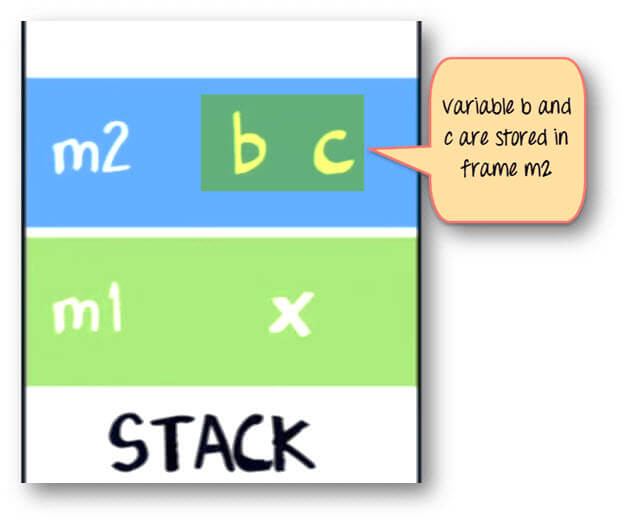 m2 b c
variable b and
c are stored in
frame m2
m1 x
STACK